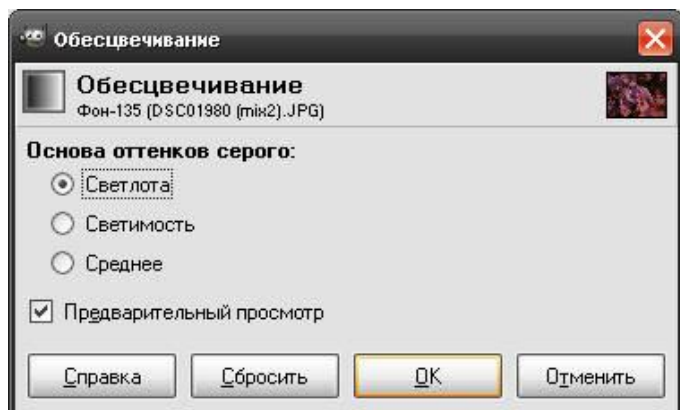 Обесцвечивание
Обесцвечивание
Фон-135 (DSC01980 (mix2).JPG)
Основа оттенков серого:
Светлота
Светимость
Среднее
Предварительный просмотр
Справка Сбросить OK Отменить